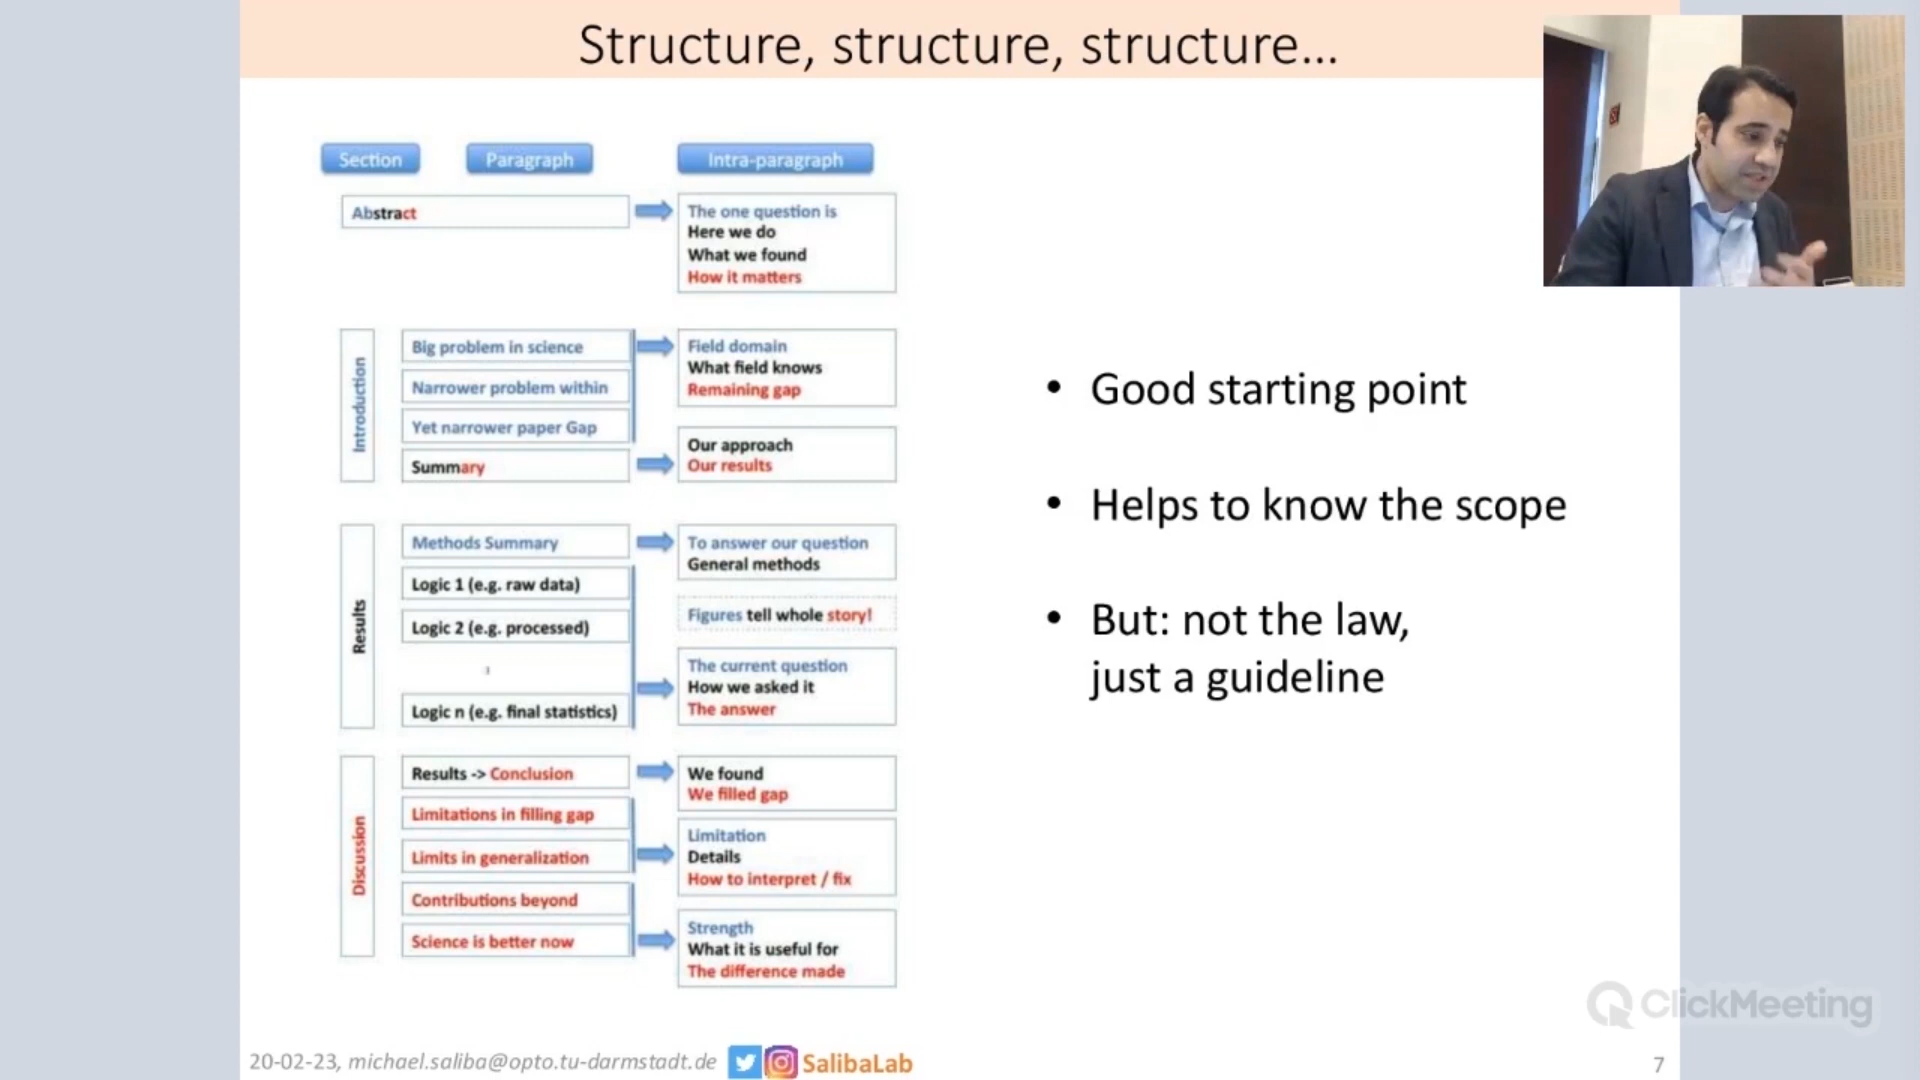 Structure, structure, structure...
Section
Paragraph
Intra-paragraph
Abstract
The one question is
Here we do
What we found
How it matters
Introduction
Big problem in science
Narrower problem within
Yet narrower paper Gap
Summary
Field domain
What field knows
Remaining gap
Our approach
Our results
Results
Methods Summary
Logic 1 (e.g. raw data)
Logic 2 (e.g. processed)
Logic n (e.g. final statistics)
To answer our question
General methods
Figures tell whole story!
The current question
How we asked it
The answer
Discussion
Results -> Conclusion
Limitations in filling gap
Limits in generalization
Contributions beyond
Science is better now
We found
We filled gap
Limitation
Details
How to interpret / fix
Strength
What it is useful for
The difference made
• Good starting point
• Helps to know the scope
• But: not the law,
just a guideline
ClickMeeting
20-02-23, michael.saliba@opto.tu-darmstadt.de SalibaLab
7